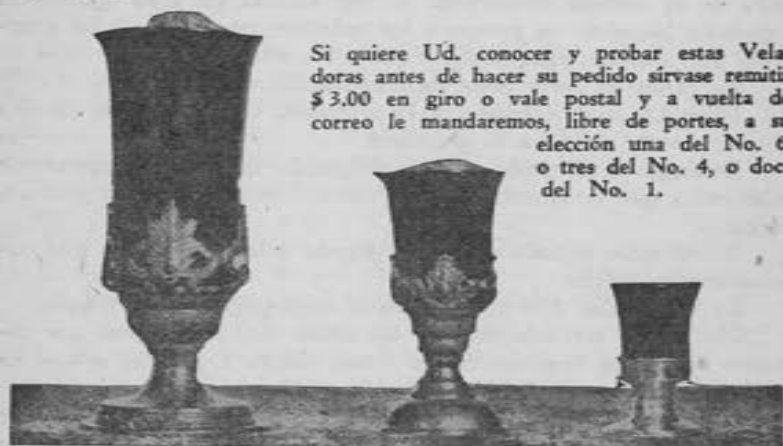 Si quiere Ud. conocer y probar estas Vela-
doras antes de hacer su pedido sírvase remiti
$ 3.00 en giro o vale postal y a vuelta de
correo le mandaremos, libre de portes, a su
elección una del No. 6
o tres del No. 4, o doc
del No. 1.